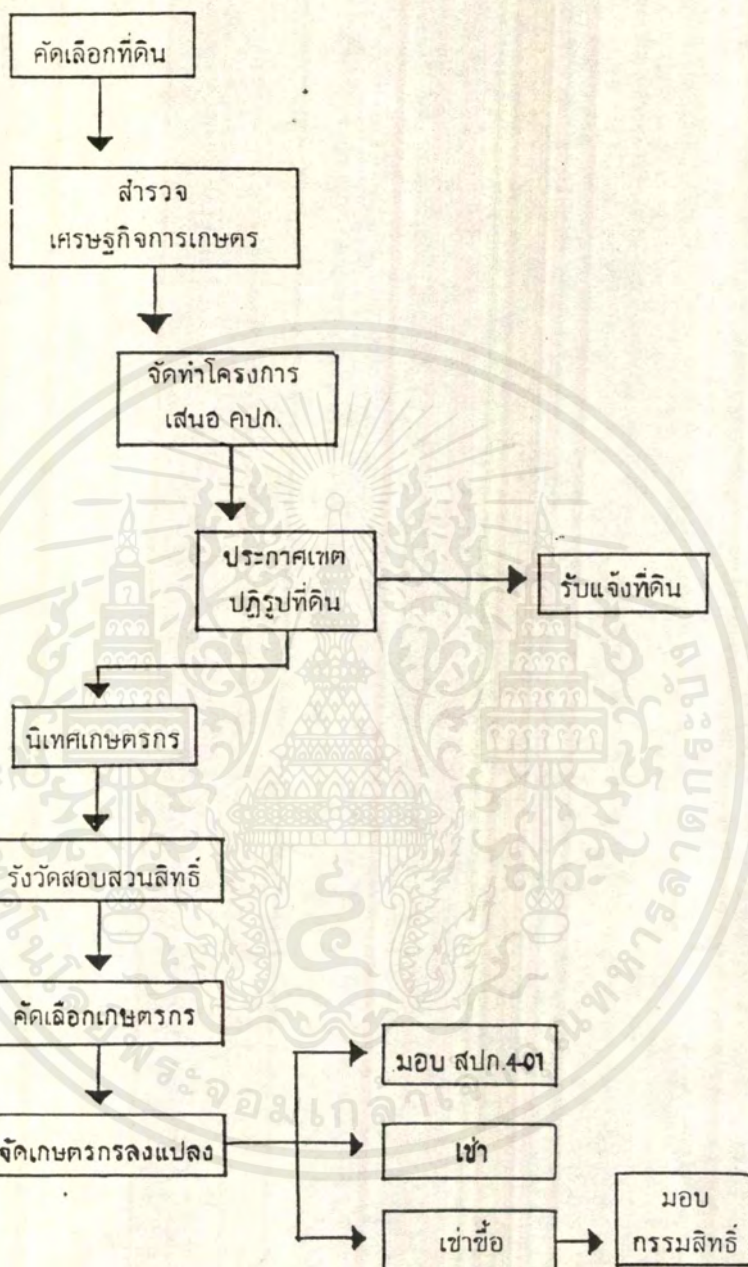 คัดเลือกที่ดิน
สำรวจ
เศรษฐกิจการเกษตร
จัดทำโครงการ
เสนอ คปก.
ประกาศเขต
ปฏิรูปที่ดิน
รับแจ้งที่ดิน
นิเทศเกษตรกร
รังวัดสอบสวนสิทธิ์
คัดเลือกเกษตรกร
จัดเกษตรกรลงแปลง
มอบ สปก.4-01
เช่า
เช่าซื้อ
มอบ
กรรมสิทธิ์